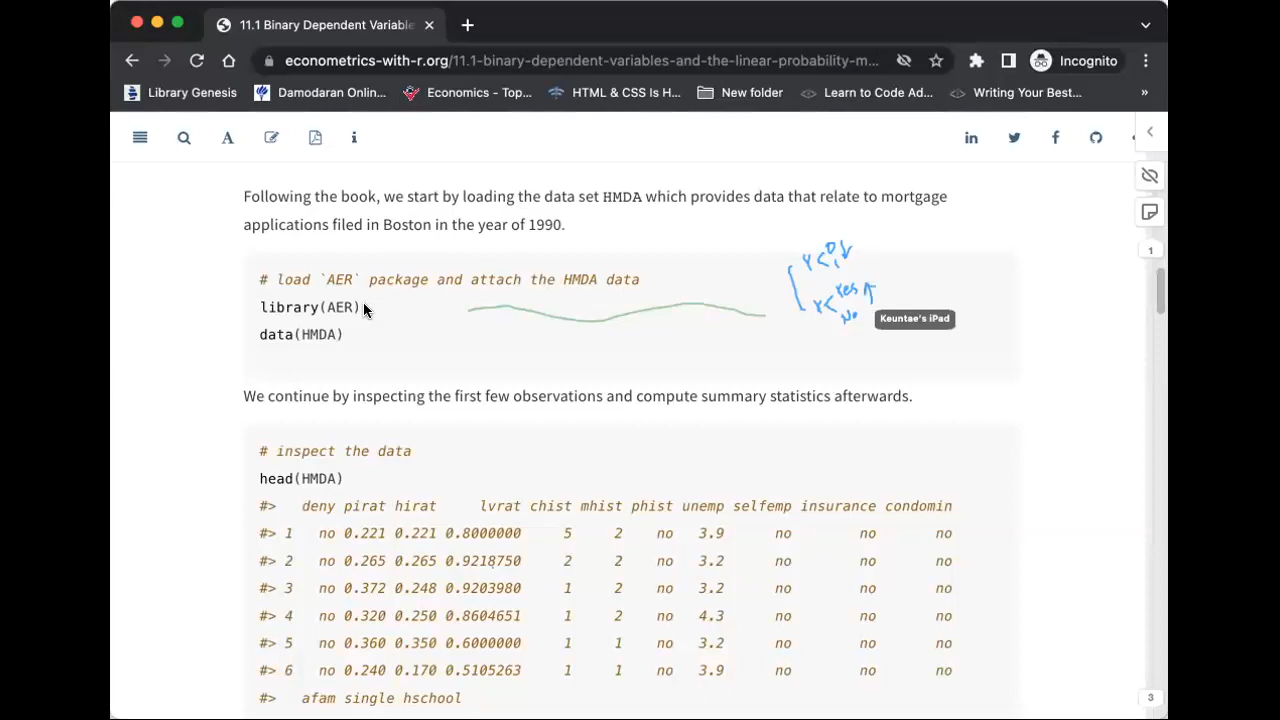 11.1 Binary Dependent Variable
econometrics-with-r.org/11.1-binary-dependent-variables-and-the-linear-probability-m...
Incognito
Library Genesis
Damodaran Onlin...
Economics - Top...
HTML & CSS Is H...
New folder
Learn to Code Ad...
Writing Your Best...
»
Following the book, we start by loading the data set HMDA which provides data that relate to mortgage
applications filed in Boston in the year of 1990.
# load `AER` package and attach the HMDA data
library(AER)
data(HMDA)
Y < 0 ↓
1
Y < Yes ↑
No
Keuntae's iPad
1
We continue by inspecting the first few observations and compute summary statistics afterwards.
# inspect the data
head(HMDA)
#>   deny pirat hirat     lvrat chist mhist phist unemp selfemp insurance condomin
#> 1   no 0.221 0.221 0.8000000     5     2    no   3.9      no        no       no
#> 2   no 0.265 0.265 0.9218750     2     2    no   3.2      no        no       no
#> 3   no 0.372 0.248 0.9203980     1     2    no   3.2      no        no       no
#> 4   no 0.320 0.250 0.8604651     1     2    no   4.3      no        no       no
#> 5   no 0.360 0.350 0.6000000     1     1    no   3.2      no        no       no
#> 6   no 0.240 0.170 0.5105263     1     1    no   3.9      no        no       no
#>   afam single hschool
3